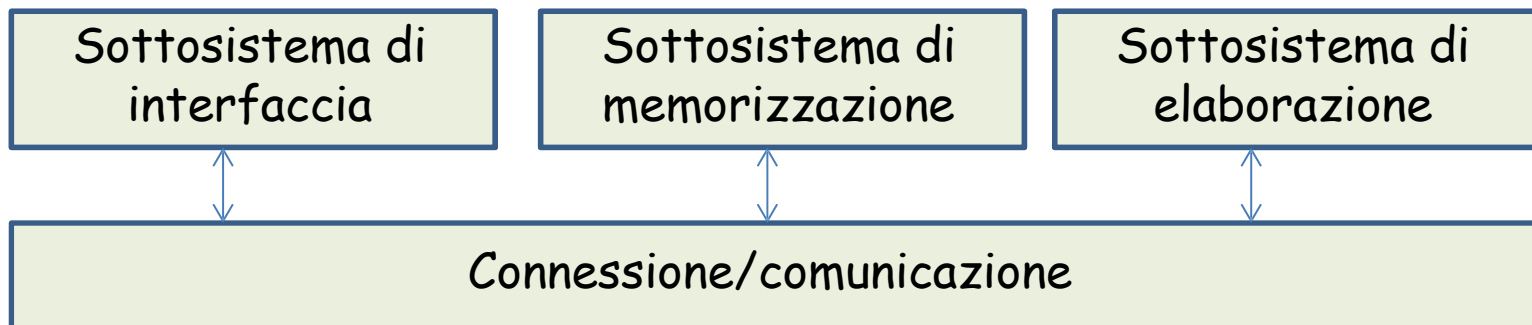 Sottosistema di
interfaccia
Sottosistema di
memorizzazione
Sottosistema di
elaborazione
Connessione/comunicazione